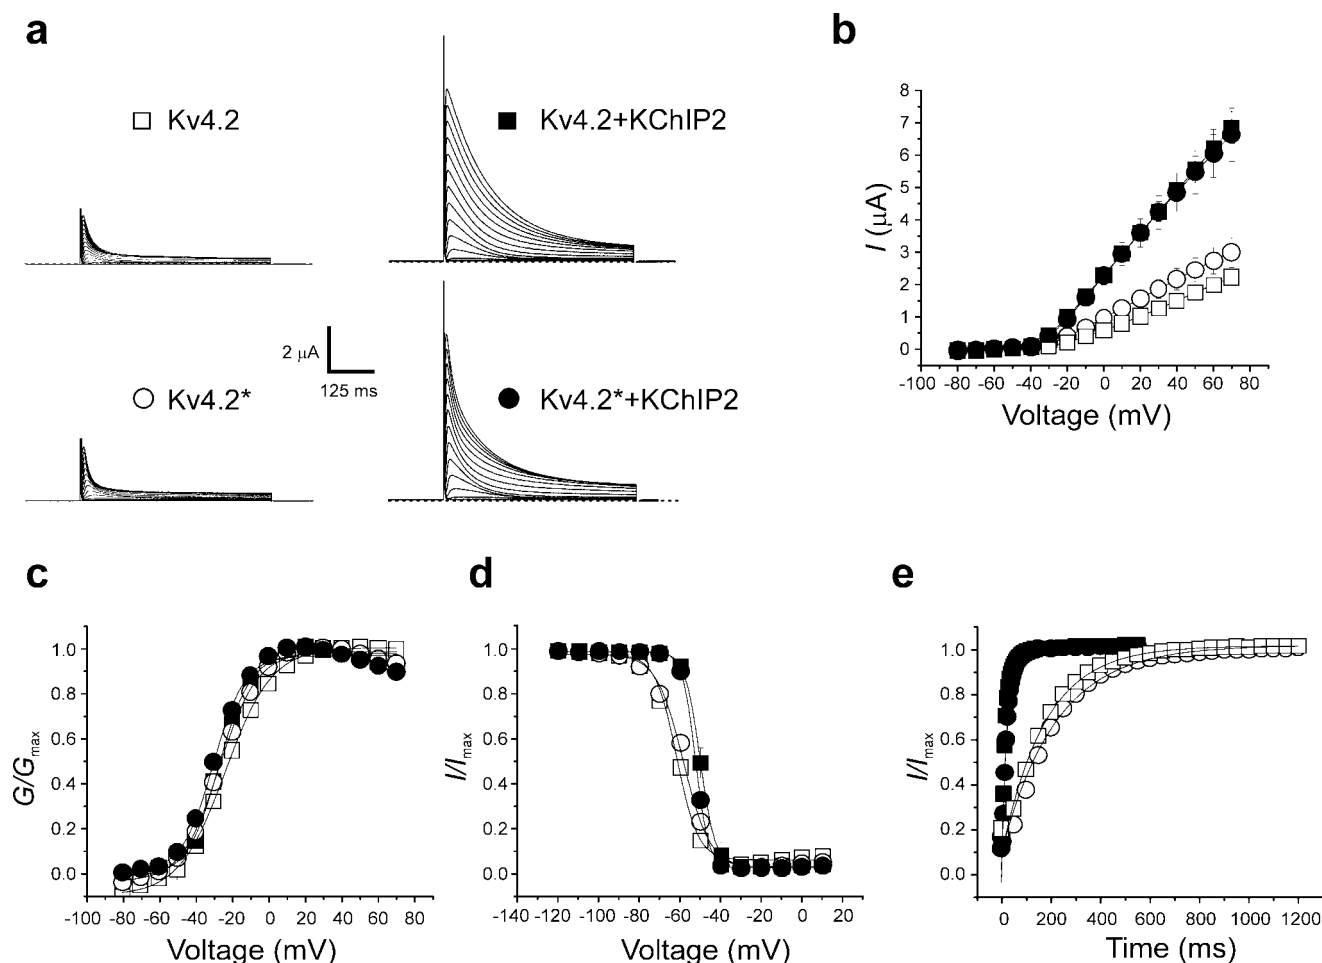 a
Kv4.2
Kv4.2+KChIP2
2 μA
125 ms
Kv4.2*
Kv4.2*+KChIP2
b
8
7
6
5
4
3
2
1
0
I (μA)
-100 -80 -60 -40 -20 0 20 40 60 80
Voltage (mV)
c
1.0
0.8
0.6
0.4
0.2
0.0
G/Gmax
-100 -80 -60 -40 -20 0 20 40 60 80
Voltage (mV)
d
1.0
0.8
0.6
0.4
0.2
0.0
I/Imax
-140 -120 -100 -80 -60 -40 -20 0 20
Voltage (mV)
e
1.0
0.8
0.6
0.4
0.2
0.0
I/Imax
0 200 400 600 800 1000 1200
Time (ms)